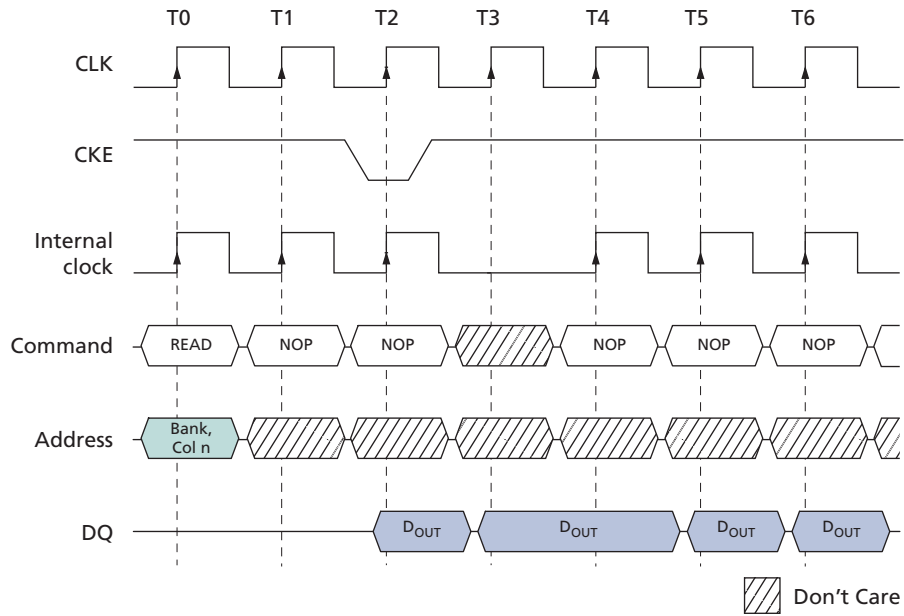 T0 T1 T2 T3 T4 T5 T6
CLK
CKE
Internal
clock
Command READ NOP NOP NOP NOP NOP
Address Bank,
Col n
DQ DOUT DOUT DOUT DOUT
Don't Care